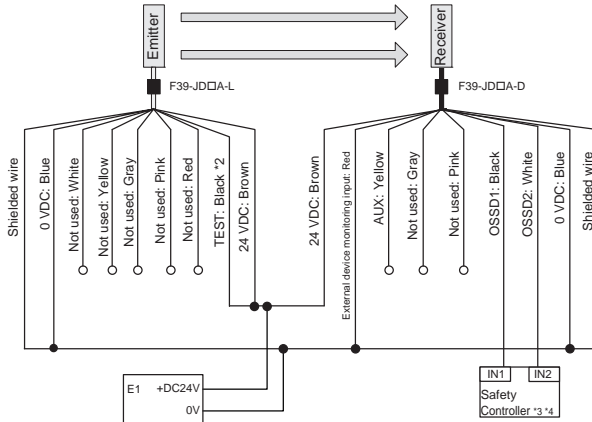 Emitter
Receiver
F39-JD□A-L
F39-JD□A-D
Shielded wire
0 VDC: Blue
Not used: White
Not used: Yellow
Not used: Gray
Not used: Pink
Not used: Red
TEST: Black *2
24 VDC: Brown
24 VDC: Brown
External device monitoring input: Red
AUX: Yellow
Not used: Gray
Not used: Pink
OSSD1: Black
OSSD2: White
0 VDC: Blue
Shielded wire
E1 +DC24V
0V
IN1 IN2
Safety
Controller *3 *4